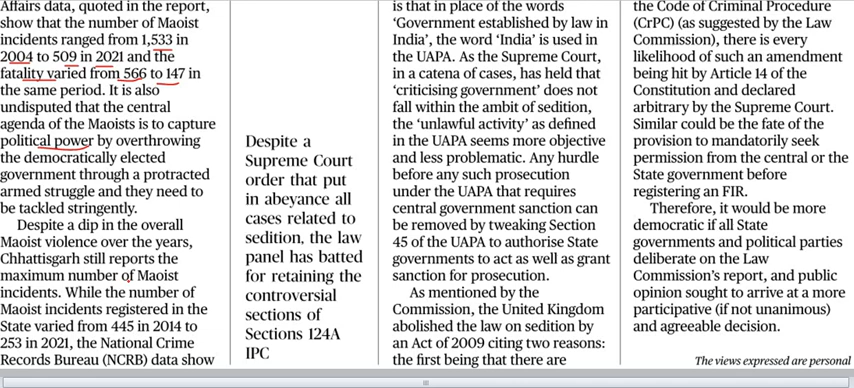 Affairs data, quoted in the report,
show that the number of Maoist
incidents ranged from 1,533 in
2004 to 509 in 2021 and the
fatality varied from 566 to 147 in
the same period. It is also
undisputed that the central
agenda of the Maoists is to capture
political power by overthrowing
the democratically elected
government through a protracted
armed struggle and they need to
be tackled stringently.
Despite a dip in the overall
Maoist violence over the years,
Chhattisgarh still reports the
maximum number of Maoist
incidents. While the number of
Maoist incidents registered in the
State varied from 445 in 2014 to
253 in 2021, the National Crime
Records Bureau (NCRB) data show
Despite a
Supreme Court
order that put
in abeyance all
cases related to
sedition, the law
panel has batted
for retaining the
controversial
sections of
Sections 124A
IPC
is that in place of the words
‘Government established by law in
India’, the word ‘India’ is used in
the UAPA. As the Supreme Court,
in a catena of cases, has held that
‘criticising government’ does not
fall within the ambit of sedition,
the ‘unlawful activity’ as defined
in the UAPA seems more objective
and less problematic. Any hurdle
before any such prosecution
under the UAPA that requires
central government sanction can
be removed by tweaking Section
45 of the UAPA to authorise State
governments to act as well as grant
sanction for prosecution.
As mentioned by the
Commission, the United Kingdom
abolished the law on sedition by
an Act of 2009 citing two reasons:
the first being that there are
the Code of Criminal Procedure
(CrPC) (as suggested by the Law
Commission), there is every
likelihood of such an amendment
being hit by Article 14 of the
Constitution and declared
arbitrary by the Supreme Court.
Similar could be the fate of the
provision to mandatorily seek
permission from the central or the
State government before
registering an FIR.
Therefore, it would be more
democratic if all State
governments and political parties
deliberate on the Law
Commission’s report, and public
opinion sought to arrive at a more
participative (if not unanimous)
and agreeable decision.
The views expressed are personal